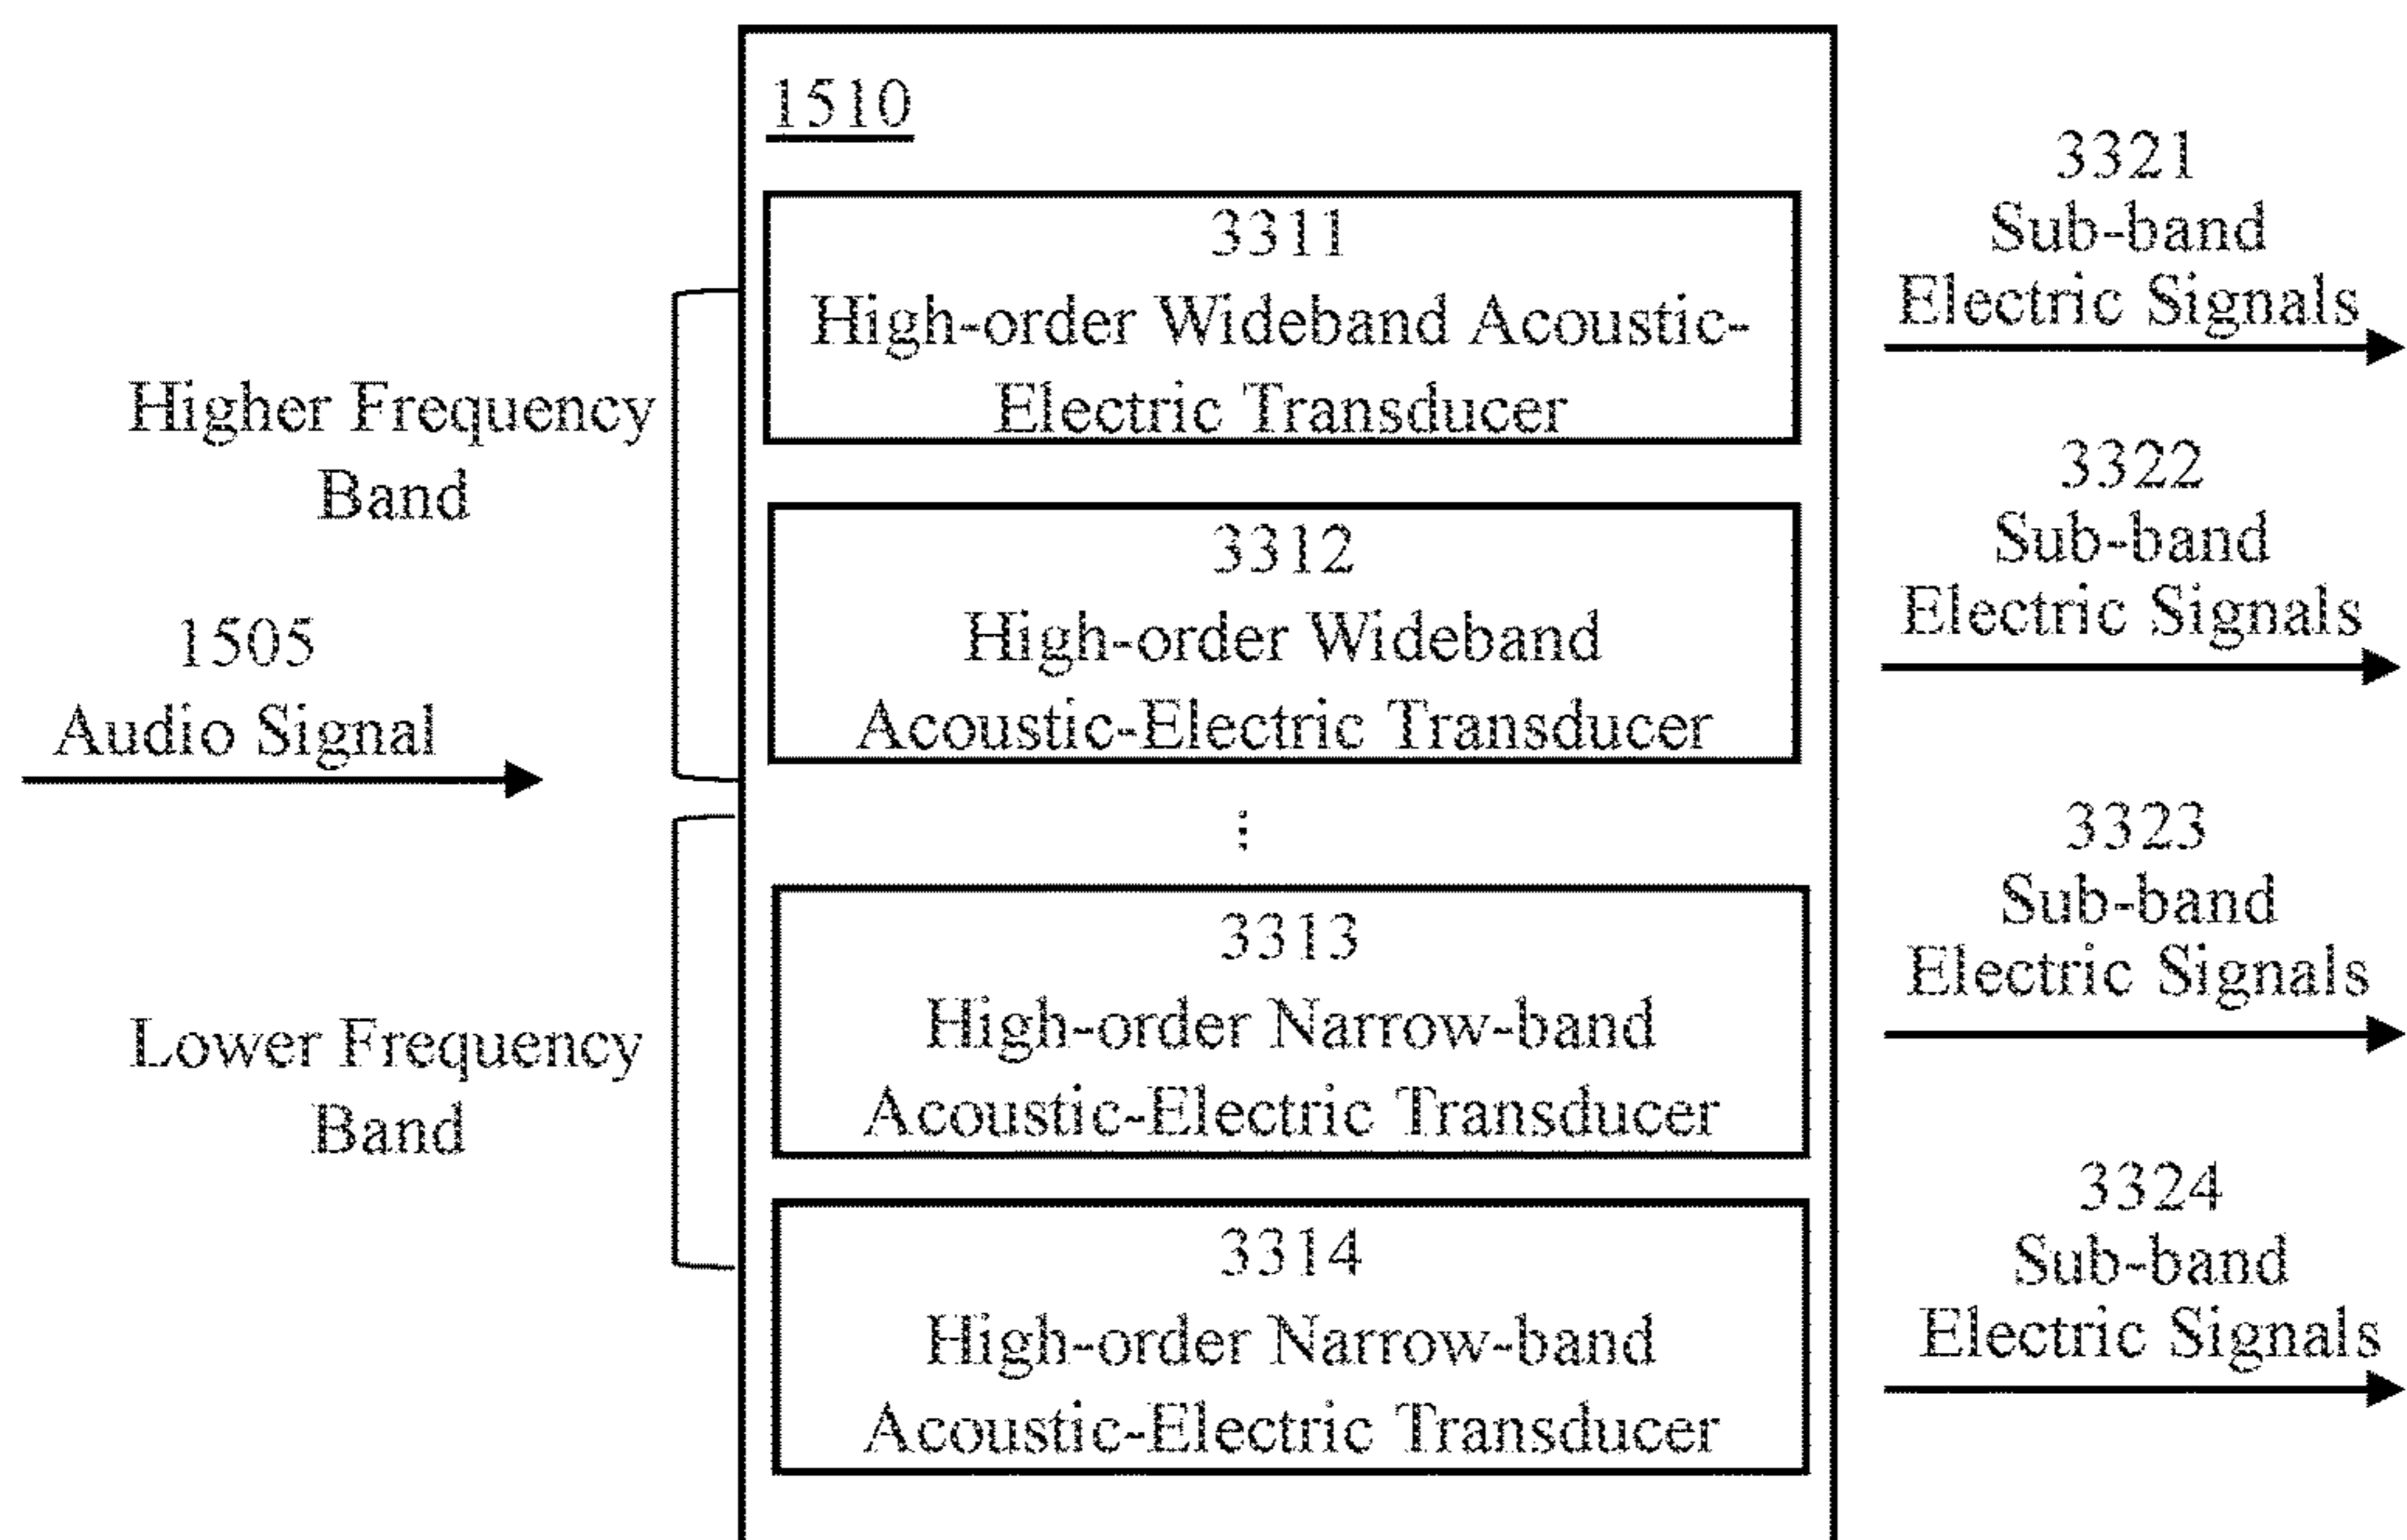 1510
3311
High-order Wideband Acoustic-
Electric Transducer
3312
High-order Wideband
Acoustic-Electric Transducer
⋮
3313
High-order Narrow-band
Acoustic-Electric Transducer
3314
High-order Narrow-band
Acoustic-Electric Transducer
Higher Frequency
Band
1505
Audio Signal
Lower Frequency
Band
3321
Sub-band
Electric Signals
3322
Sub-band
Electric Signals
3323
Sub-band
Electric Signals
3324
Sub-band
Electric Signals